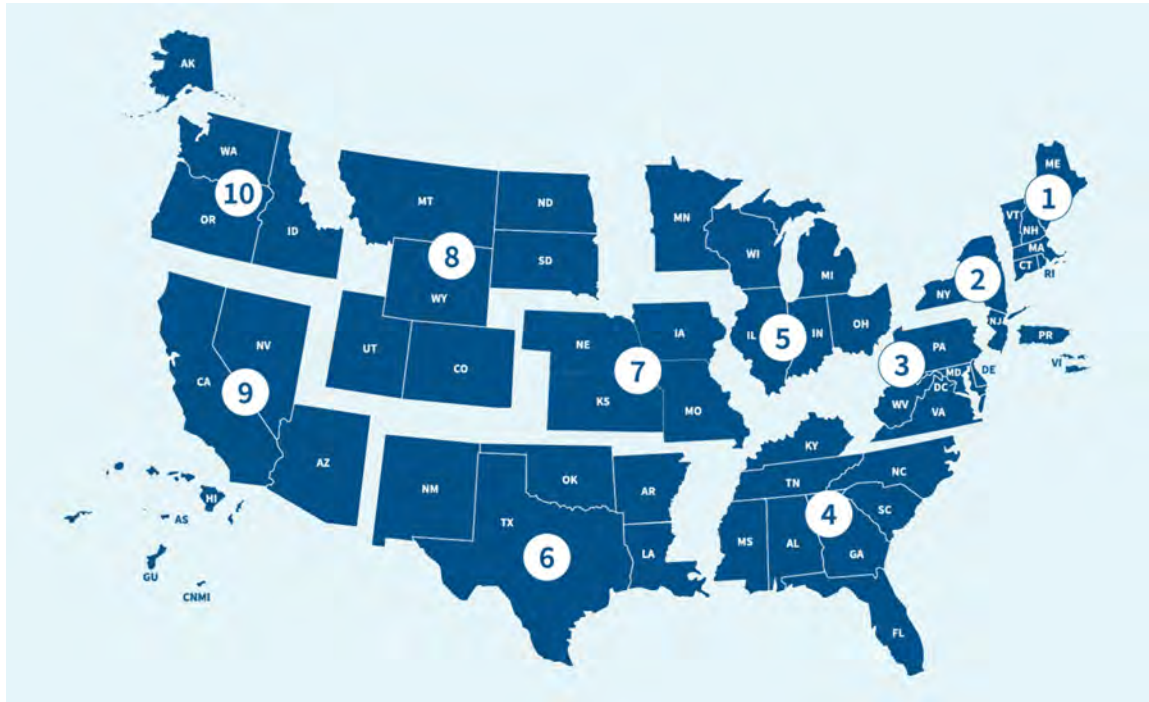 AK
WA
10
OR
ID
MT
ND
8
SD
WY
UT
CO
NV
CA
9
AZ
HI
AS
GU
CNMI
NM
OK
TX
6
AR
LA
NE
IA
7
KS
MO
MN
WI
MI
IL
5
IN
OH
KY
TN
NC
4
SC
MS
AL
GA
FL
PA
3
MD
DE
DC
WV
VA
NY
2
NJ
PR
VI
ME
1
VT
NH
MA
CT
RI